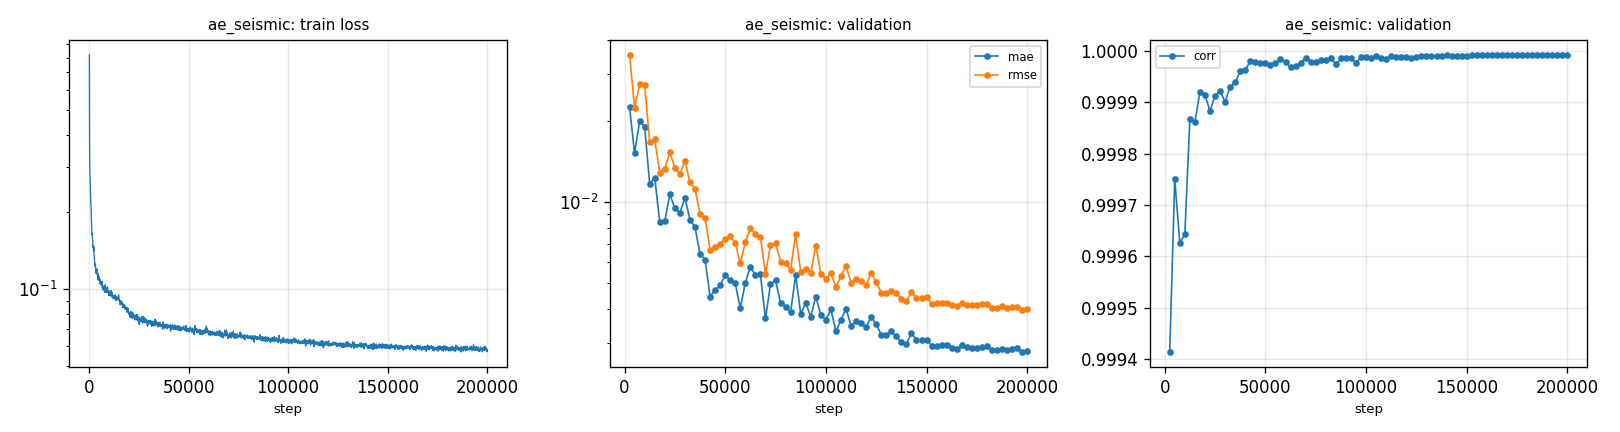 ae_seismic: train loss
10⁻¹
0 50000 100000 150000 200000
step
ae_seismic: validation
mae
rmse
10⁻²
0 50000 100000 150000 200000
step
ae_seismic: validation
corr
1.0000
0.9999
0.9998
0.9997
0.9996
0.9995
0.9994
0 50000 100000 150000 200000
step